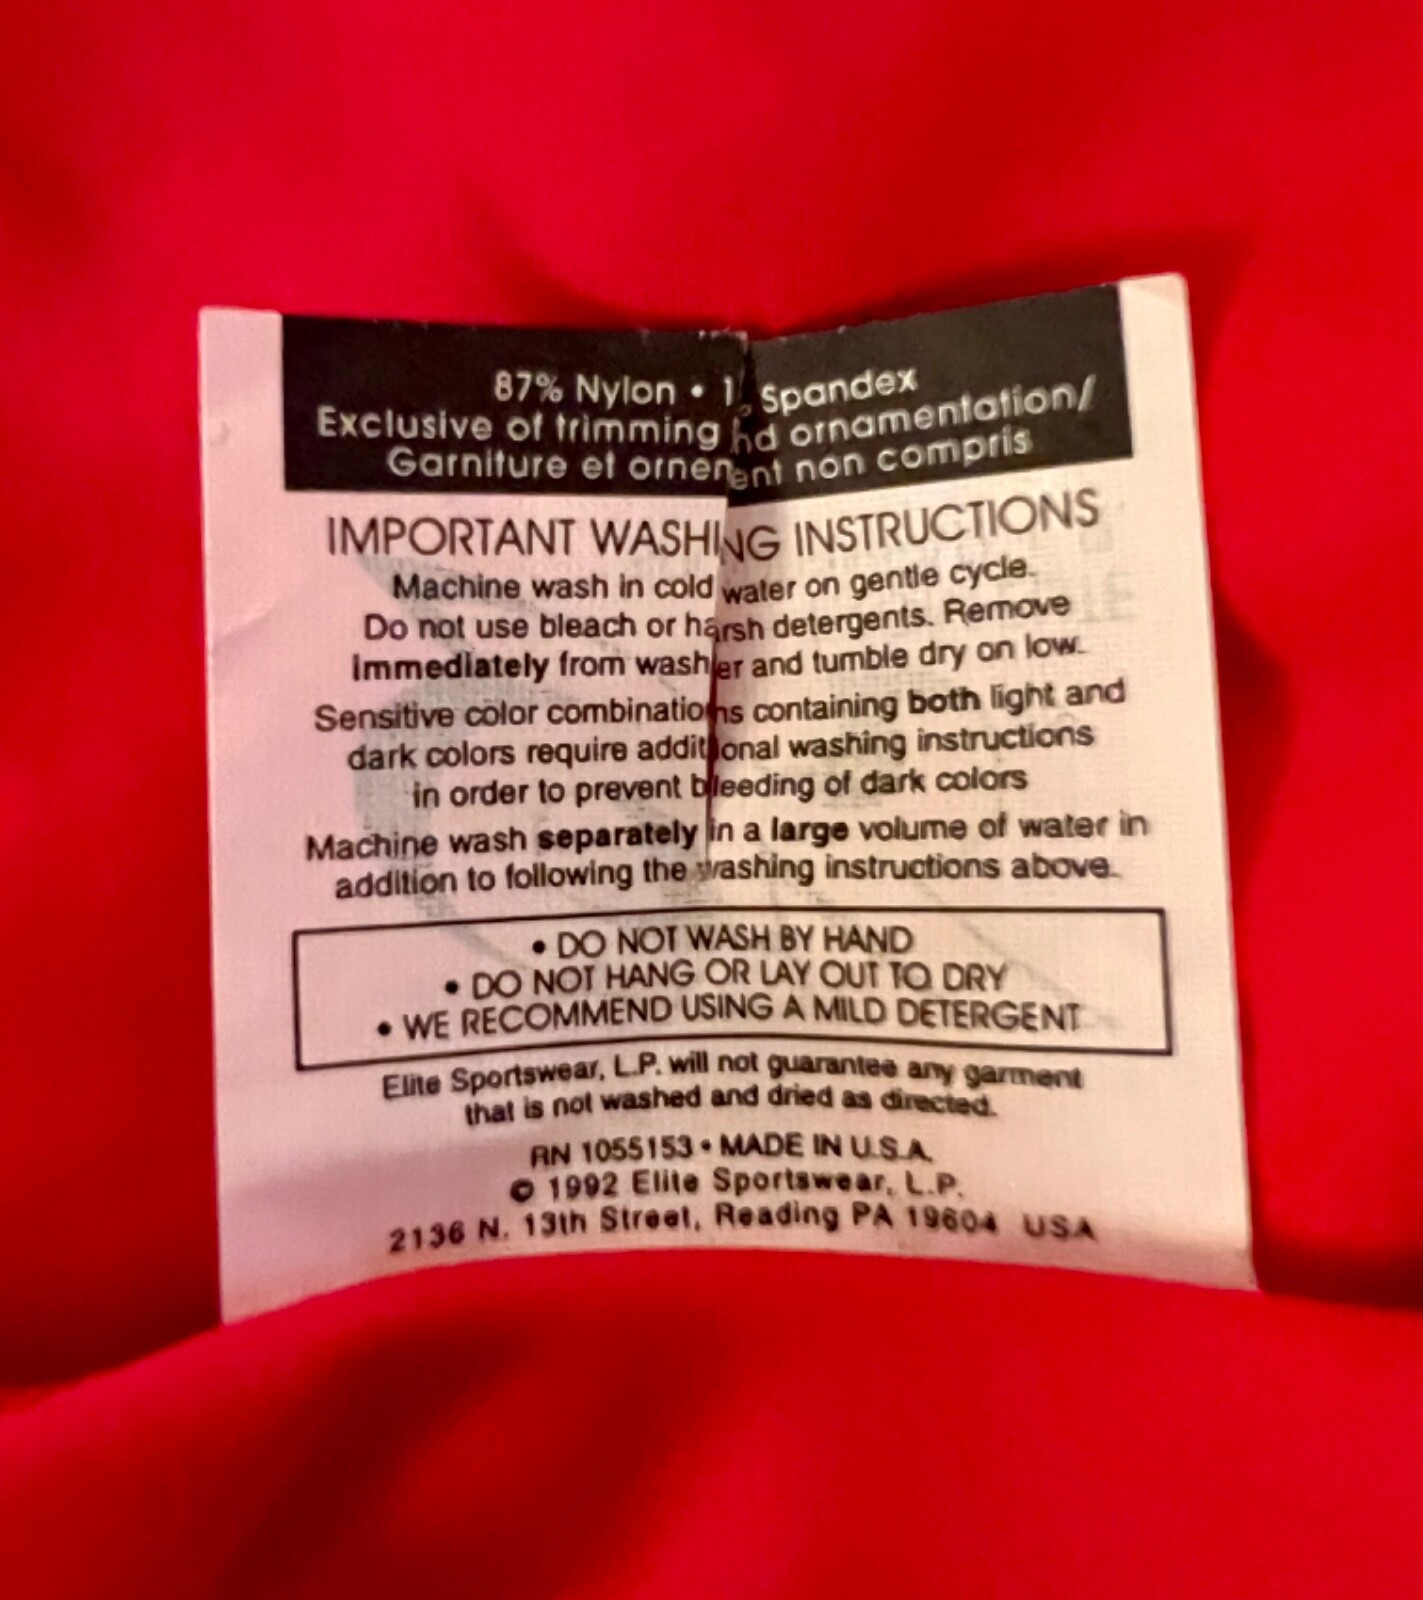 87% Nylon • 1 Spandex
Exclusive of trimming and ornamentation/
Garniture et ornement non compris
IMPORTANT WASHING INSTRUCTIONS
Machine wash in cold water on gentle cycle.
Do not use bleach or harsh detergents. Remove
immediately from washer and tumble dry on low.
Sensitive color combinations containing both light and
dark colors require additional washing instructions
in order to prevent bleeding of dark colors
Machine wash separately in a large volume of water in
addition to following the washing instructions above.
• DO NOT WASH BY HAND
• DO NOT HANG OR LAY OUT TO DRY
• WE RECOMMEND USING A MILD DETERGENT
Elite Sportswear, L.P. will not guarantee any garment
that is not washed and dried as directed.
RN 1055153 • MADE IN U.S.A.
© 1992 Elite Sportswear, L.P.
2136 N. 13th Street, Reading PA 19604 USA